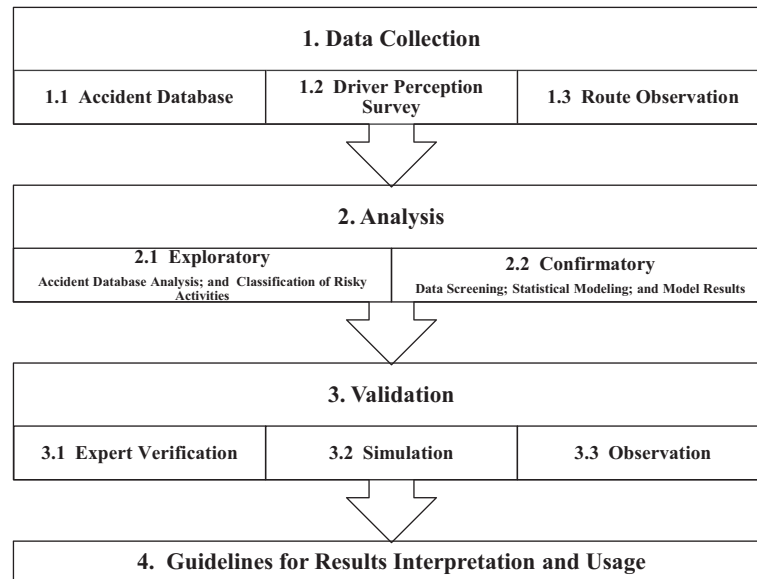 1. Data Collection
1.1 Accident Database
1.2 Driver Perception
Survey
1.3 Route Observation
2. Analysis
2.1 Exploratory
Accident Database Analysis; and Classification of Risky
Activities
2.2 Confirmatory
Data Screening; Statistical Modeling; and Model Results
3. Validation
3.1 Expert Verification
3.2 Simulation
3.3 Observation
4. Guidelines for Results Interpretation and Usage